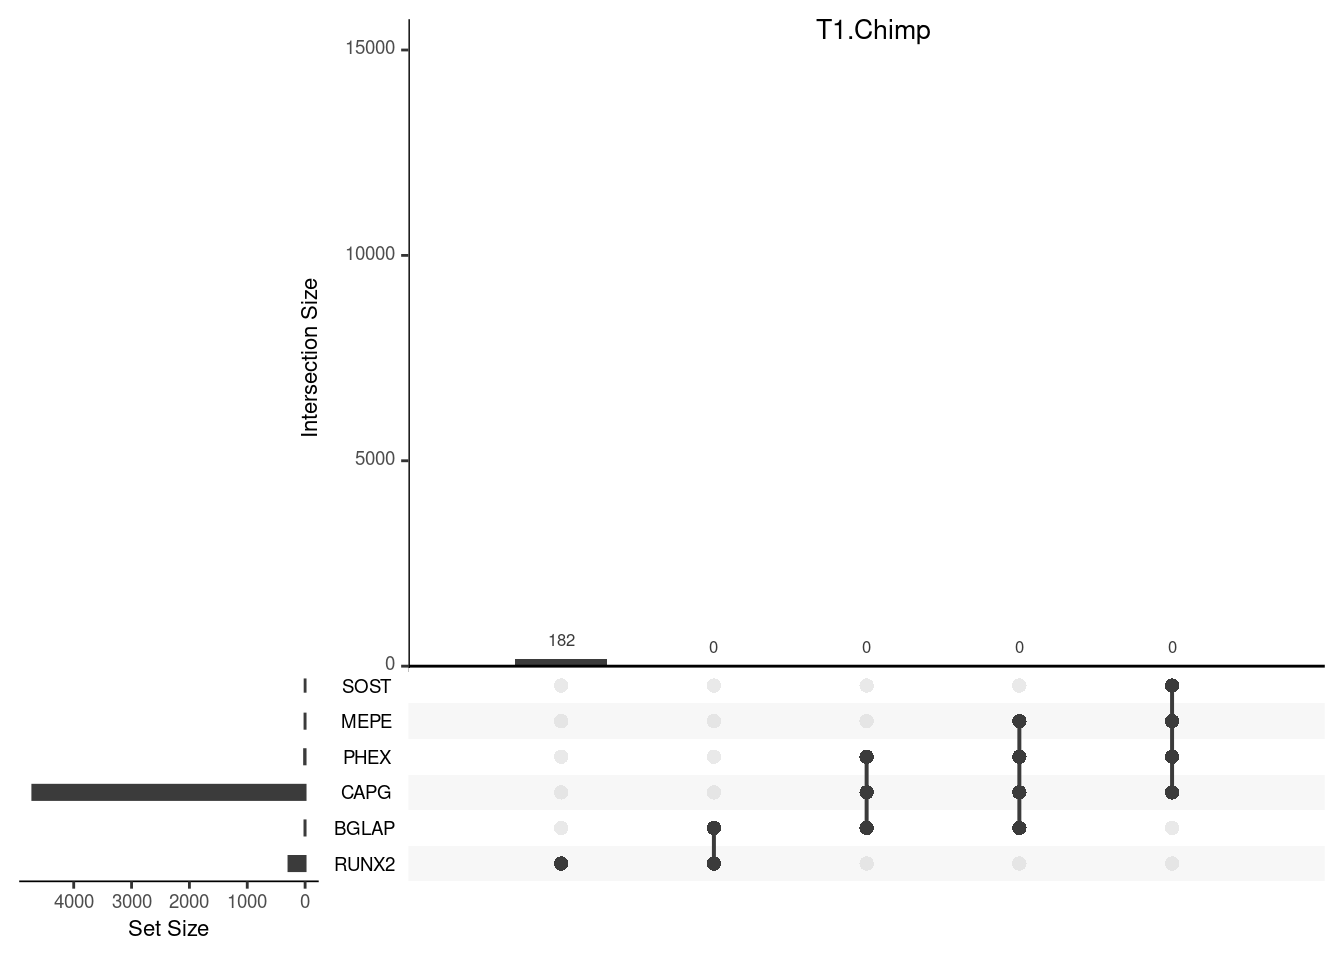 T1.Chimp
15000
10000
5000
0
Intersection Size
182 0 0 0 0
SOST
MEPE
PHEX
CAPG
BGLAP
RUNX2
4000 3000 2000 1000 0
Set Size